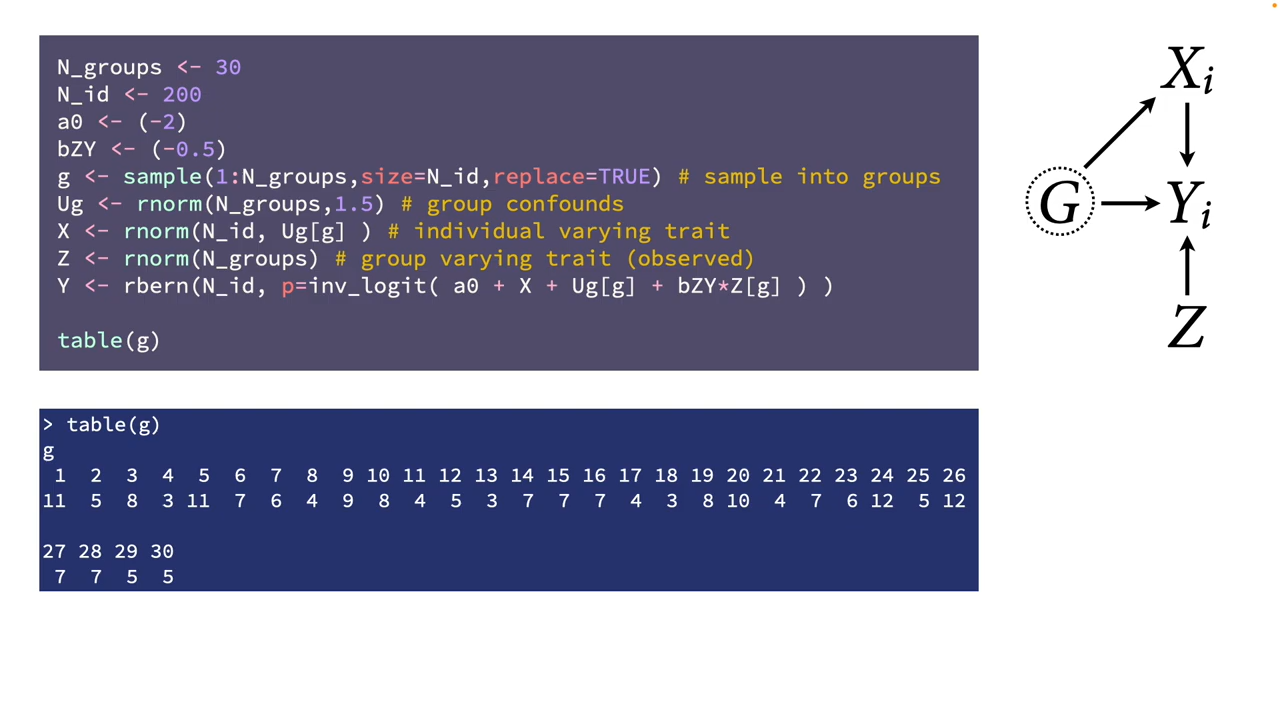 N_groups <- 30
N_id <- 200
a0 <- (-2)
bZY <- (-0.5)
g <- sample(1:N_groups,size=N_id,replace=TRUE) # sample into groups
Ug <- rnorm(N_groups,1.5) # group confounds
X <- rnorm(N_id, Ug[g] ) # individual varying trait
Z <- rnorm(N_groups) # group varying trait (observed)
Y <- rbern(N_id, p=inv_logit( a0 + X + Ug[g] + bZY*Z[g] ) )
table(g)
> table(g)
g
1 2 3 4 5 6 7 8 9 10 11 12 13 14 15 16 17 18 19 20 21 22 23 24 25 26
11 5 8 3 11 7 6 4 9 8 4 5 3 7 7 7 4 3 8 10 4 7 6 12 5 12
27 28 29 30
7 7 5 5
Xi
G
Yi
Z